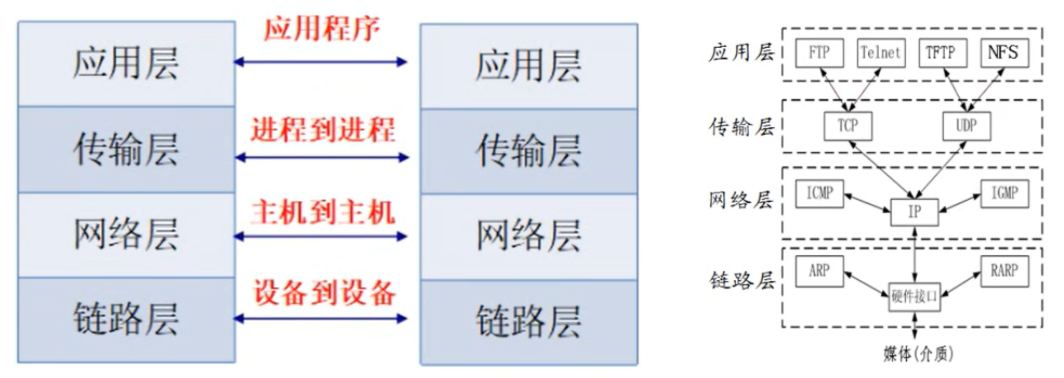 应用程序
应用层
应用层
进程到进程
传输层
传输层
主机到主机
网络层
网络层
设备到设备
链路层
链路层
应用层
FTP
Telnet
TFTP
NFS
传输层
TCP
UDP
网络层
ICMP
IP
IGMP
链路层
ARP
硬件接口
RARP
媒体(介质)